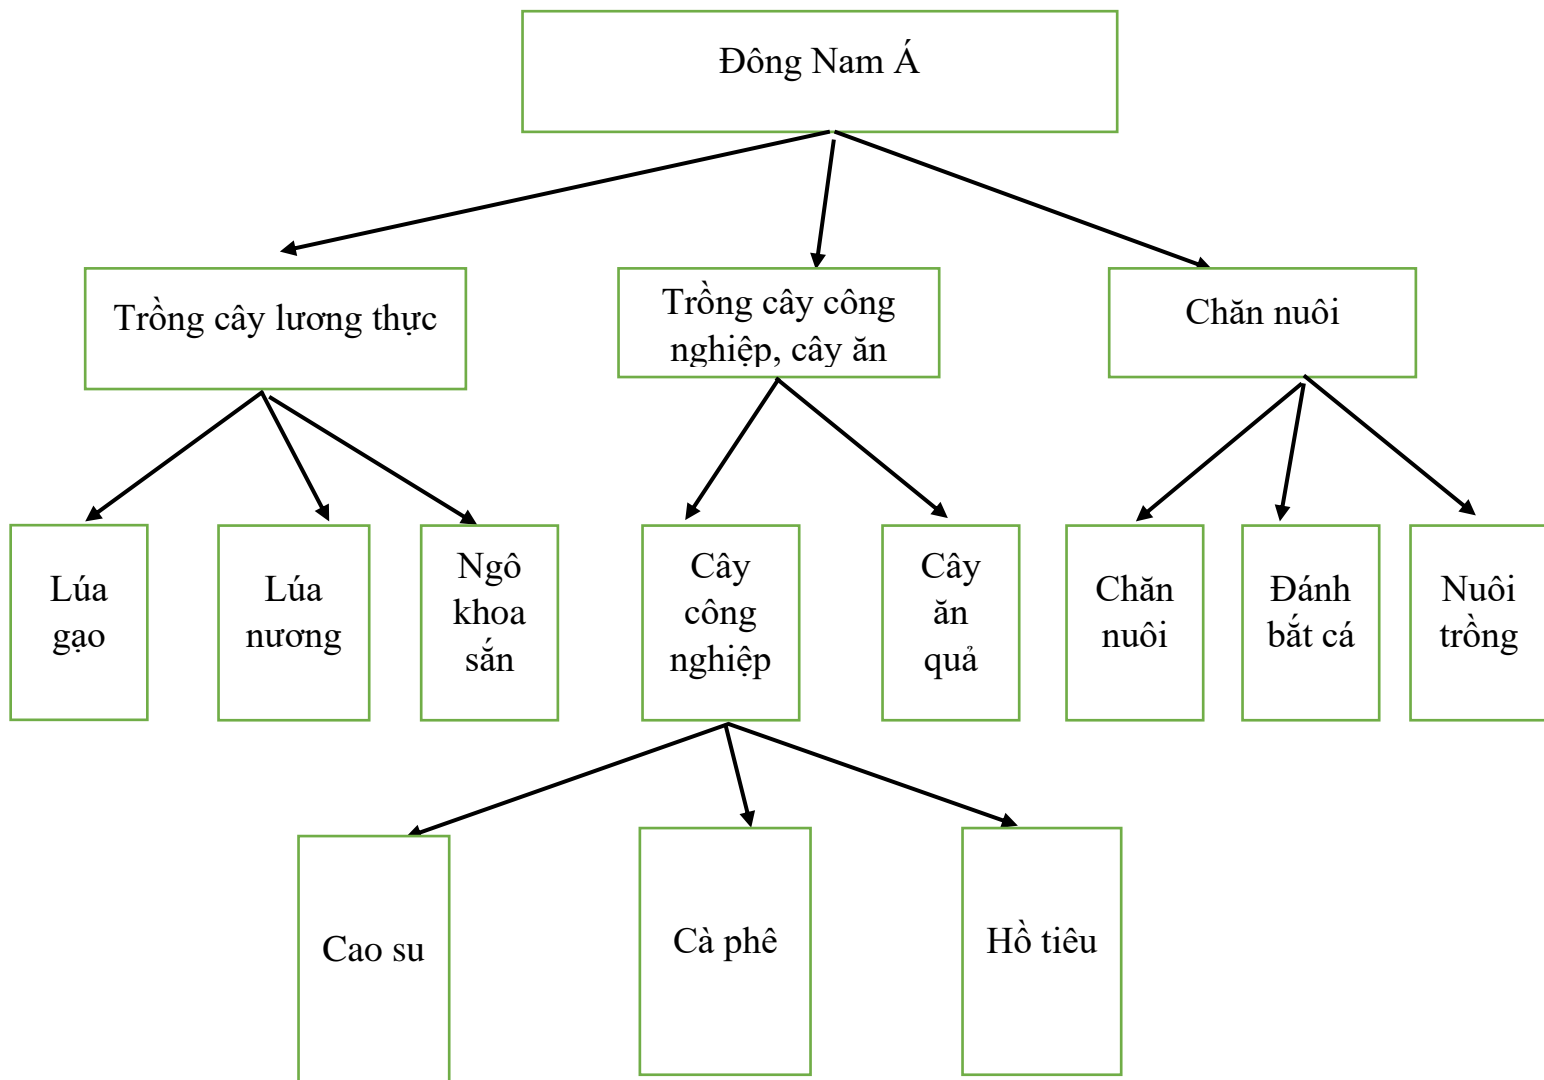 Đông Nam Á
Trồng cây lương thực
Trồng cây công
nghiệp, cây ăn
Chăn nuôi
Lúa
gạo
Lúa
nương
Ngô
khoa
sắn
Cây
công
nghiệp
Cây
ăn
quả
Chăn
nuôi
Đánh
bắt cá
Nuôi
trồng
Cao su
Cà phê
Hồ tiêu